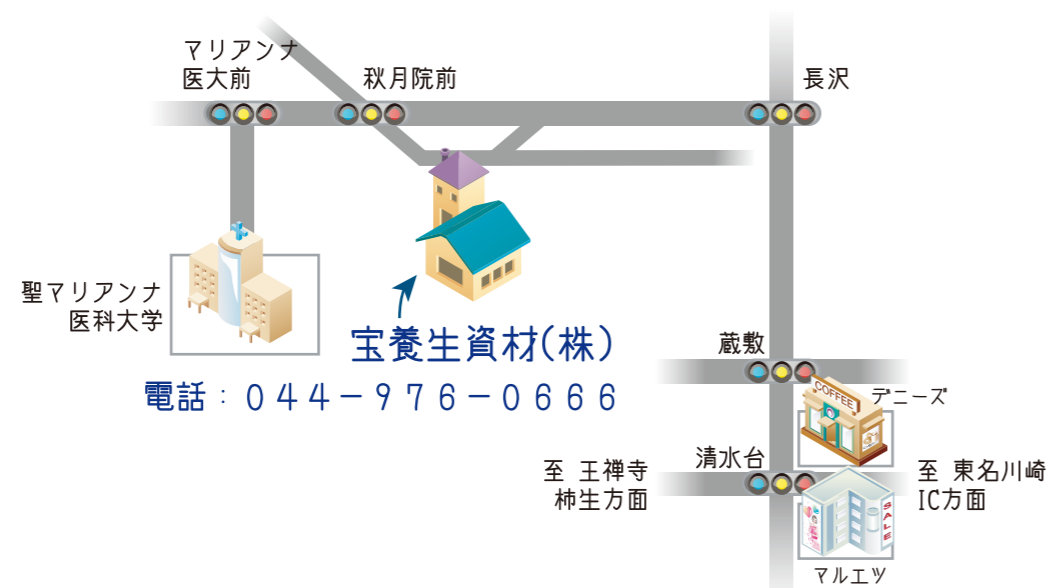 マリアンナ
医大前
秋月院前
長沢
聖マリアンナ
医科大学
宝養生資材(株)
電話：０４４－９７６－０６６６
蔵敷
COFFEE
デニーズ
清水台
至 王禅寺
柿生方面
至 東名川崎
IC方面
SALE
マルエツ